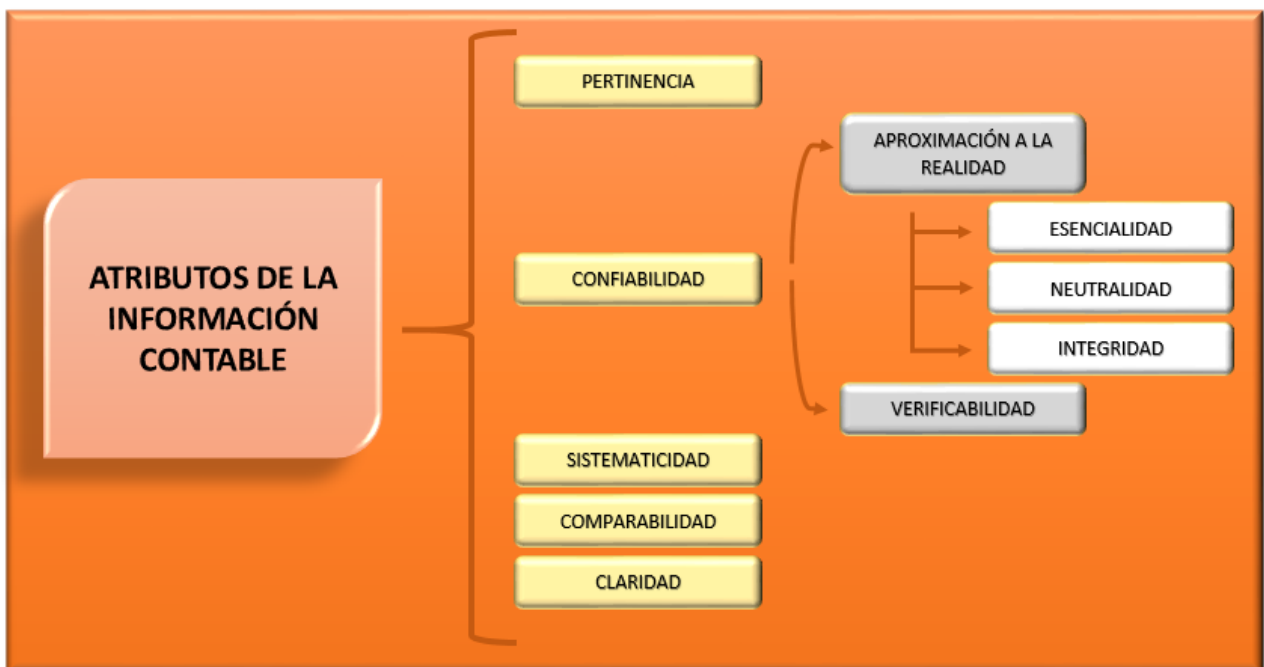 ATRIBUTOS DE LA
INFORMACIÓN
CONTABLE
PERTINENCIA
CONFIABILIDAD
APROXIMACIÓN A LA
REALIDAD
ESENCIALIDAD
NEUTRALIDAD
INTEGRIDAD
VERIFICABILIDAD
SISTEMATICIDAD
COMPARABILIDAD
CLARIDAD